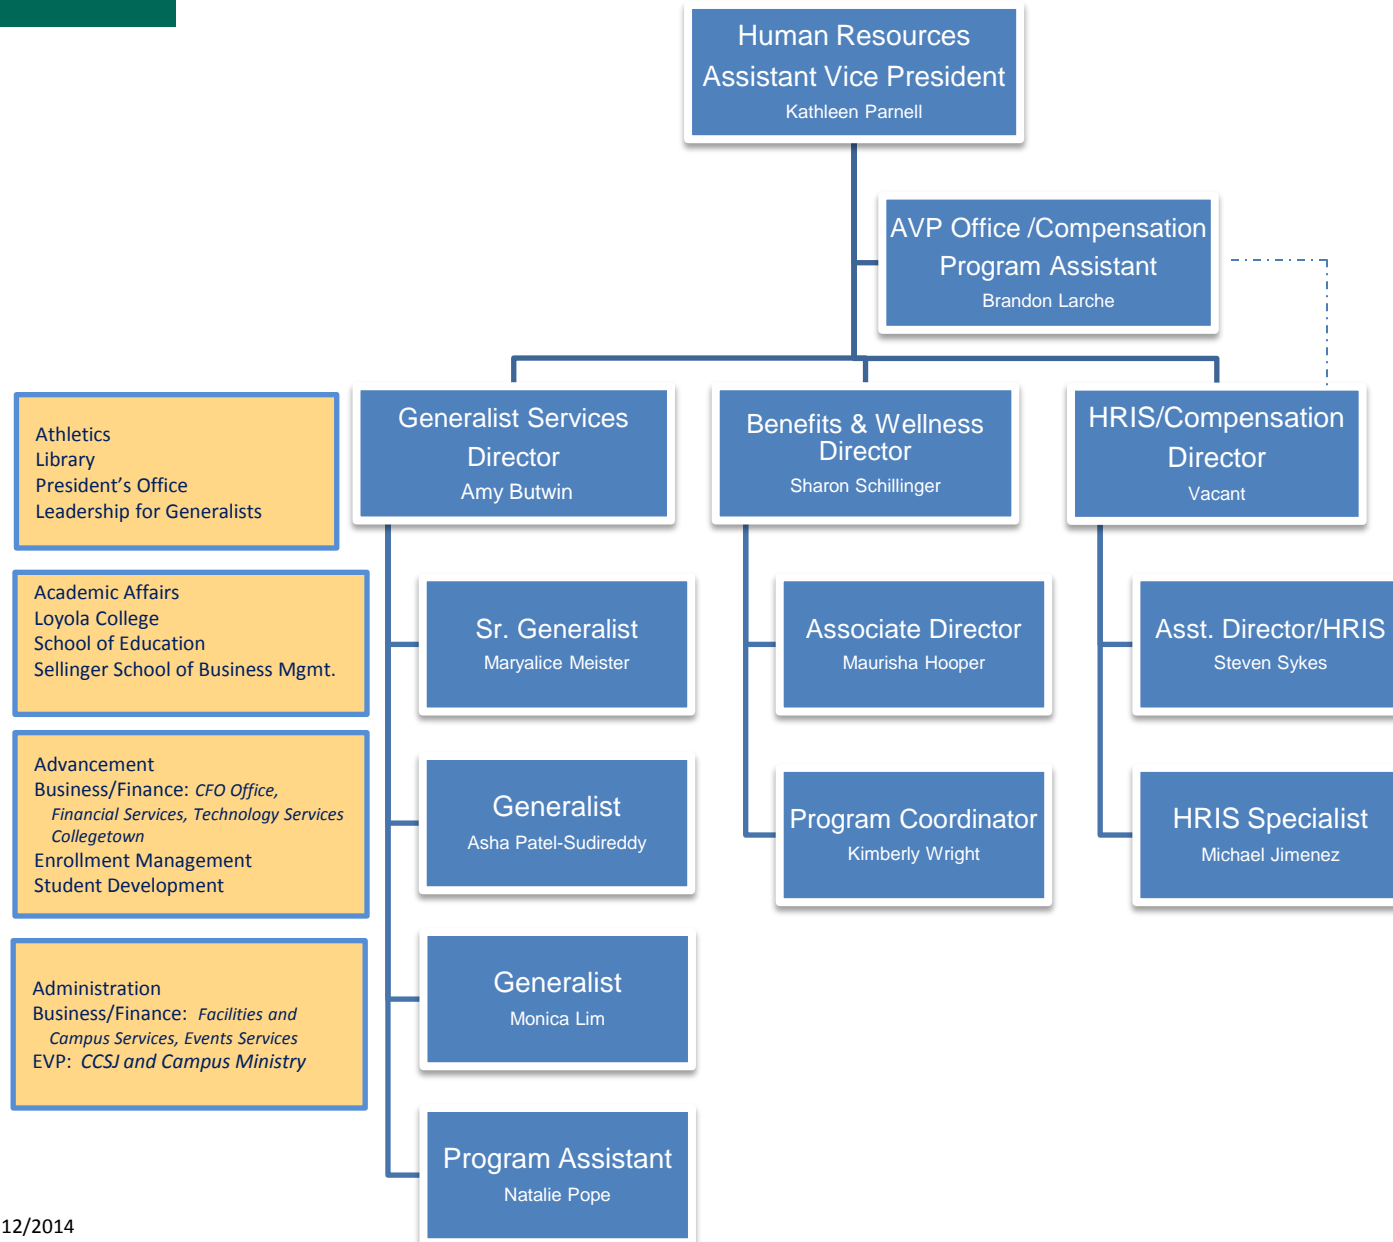 Human Resources
Assistant Vice President
Kathleen Parnell
AVP Office /Compensation
Program Assistant
Brandon Larche
Athletics
Library
President’s Office
Leadership for Generalists
Generalist Services
Director
Amy Butwin
Benefits & Wellness
Director
Sharon Schillinger
HRIS/Compensation
Director
Vacant
Academic Affairs
Loyola College
School of Education
Sellinger School of Business Mgmt.
Sr. Generalist
Maryalice Meister
Associate Director
Maurisha Hooper
Asst. Director/HRIS
Steven Sykes
Advancement
Business/Finance: CFO Office,
Financial Services, Technology Services
Collegetown
Enrollment Management
Student Development
Generalist
Asha Patel-Sudireddy
Program Coordinator
Kimberly Wright
HRIS Specialist
Michael Jimenez
Administration
Business/Finance: Facilities and
Campus Services, Events Services
EVP: CCSJ and Campus Ministry
Generalist
Monica Lim
Program Assistant
Natalie Pope
12/2014